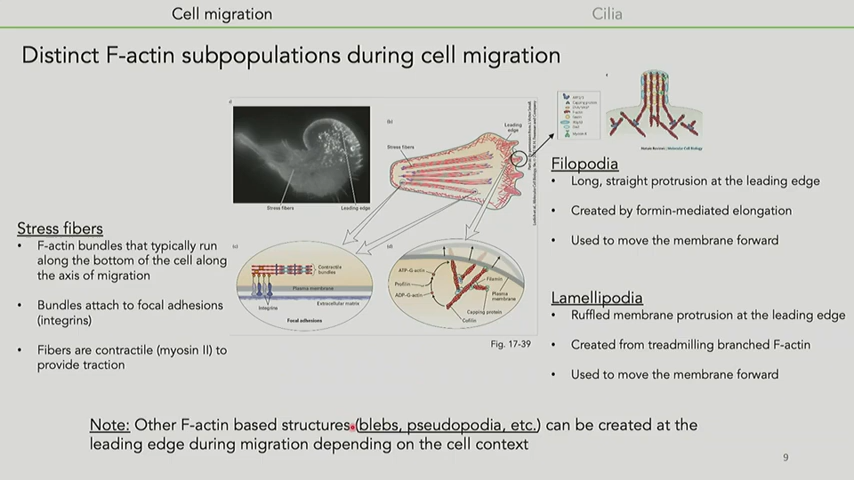 Cell migration
Cilia
Distinct F-actin subpopulations during cell migration
Stress fibers
• F-actin bundles that typically run
along the bottom of the cell along
the axis of migration
• Bundles attach to focal adhesions
(integrins)
• Fibers are contractile (myosin II) to
provide traction
Stress fibers
Leading edge
(b)
Leading
edge
Stress fibers
(c)
Contractile
bundles
Plasma membrane
Extracellular matrix
Integrins
Focal adhesions
(d)
ATP-G-actin
Profilin
ADP-G-actin
Filamin
Plasma
membrane
Capping protein
Cofilin
Fig. 17-39
Nature Reviews | Molecular Cell Biology
Filopodia
• Long, straight protrusion at the leading edge
• Created by formin-mediated elongation
• Used to move the membrane forward
Lamellipodia
• Ruffled membrane protrusion at the leading edge
• Created from treadmilling branched F-actin
• Used to move the membrane forward
Note: Other F-actin based structures (blebs, pseudopodia, etc.) can be created at the
leading edge during migration depending on the cell context
9